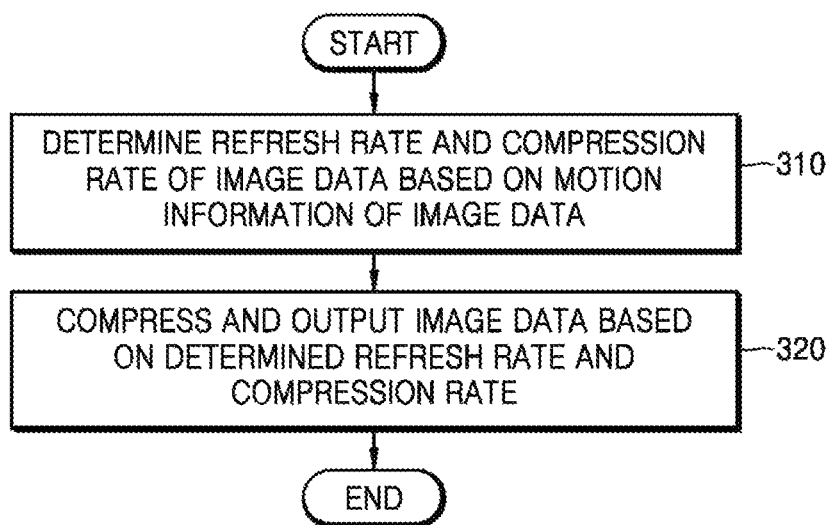 START
DETERMINE REFRESH RATE AND COMPRESSION
RATE OF IMAGE DATA BASED ON MOTION
INFORMATION OF IMAGE DATA
310
COMPRESS AND OUTPUT IMAGE DATA BASED
ON DETERMINED REFRESH RATE AND
COMPRESSION RATE
320
END